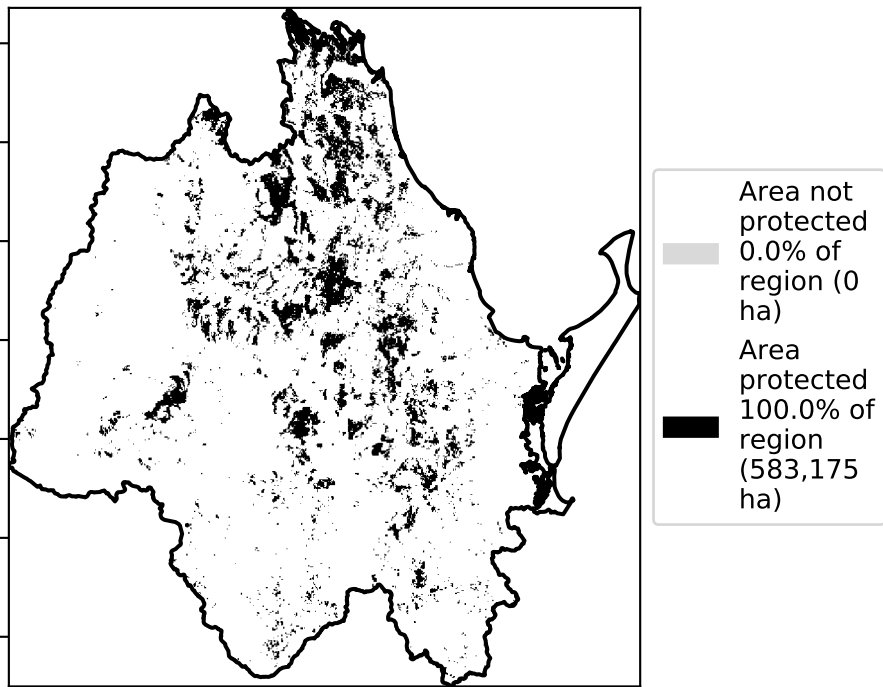 Area not
protected
0.0% of
region (0
ha)
Area
protected
100.0% of
region
(583,175
ha)